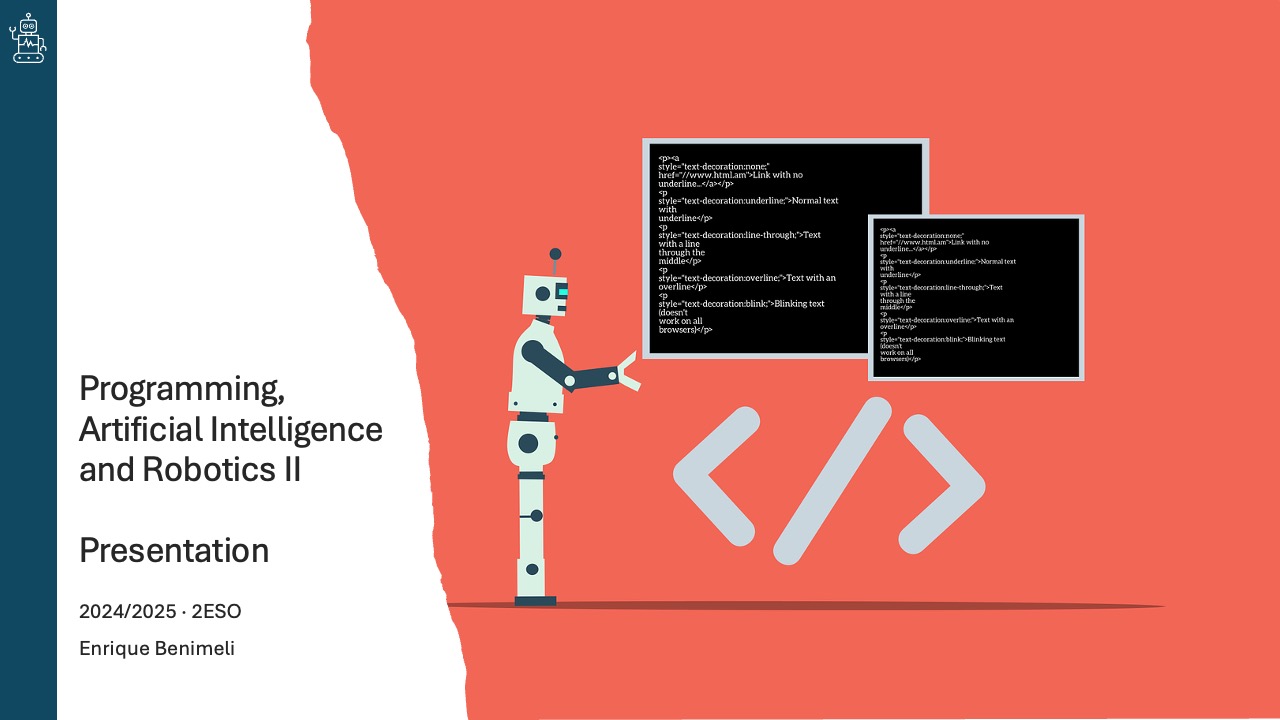 Programming,
Artificial Intelligence
and Robotics II
Presentation
2024/2025 · 2ESO
Enrique Benimeli
<p><a
style="text-decoration:none;"
href="//www.html.am">Link with no
underline...</a></p>
<p
style="text-decoration:underline;">Normal text
with
underline</p>
<p
style="text-decoration:line-through;">Text
with a line
through the
middle</p>
<p
style="text-decoration:overline;">Text with an
overline</p>
<p
style="text-decoration:blink;">Blinking text
(doesn't
work on all
browsers)</p>
<p><a
style="text-decoration:none;"
href="//www.html.am">Link with no
underline...</a></p>
<p
style="text-decoration:underline;">Normal text
with
underline</p>
<p
style="text-decoration:line-through;">Text
with a line
through the
middle</p>
<p
style="text-decoration:overline;">Text with an
overline</p>
<p
style="text-decoration:blink;">Blinking text
(doesn't
work on all
browsers)</p>
</>